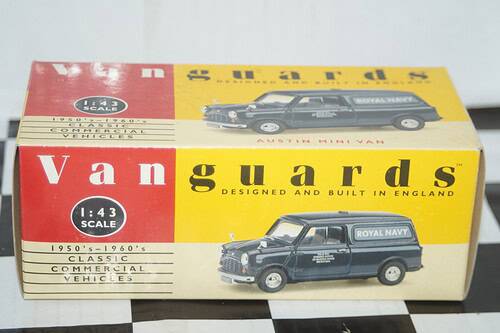 Vanguards
DESIGNED AND BUILT IN ENGLAND
1:43
SCALE
1950's–1960's
CLASSIC
COMMERCIAL
VEHICLES
ROYAL NAVY
AUSTIN MINI VAN
Vanguards™
DESIGNED AND BUILT IN ENGLAND
1:43
SCALE
1950's–1960's
CLASSIC
COMMERCIAL
VEHICLES
ROYAL NAVY